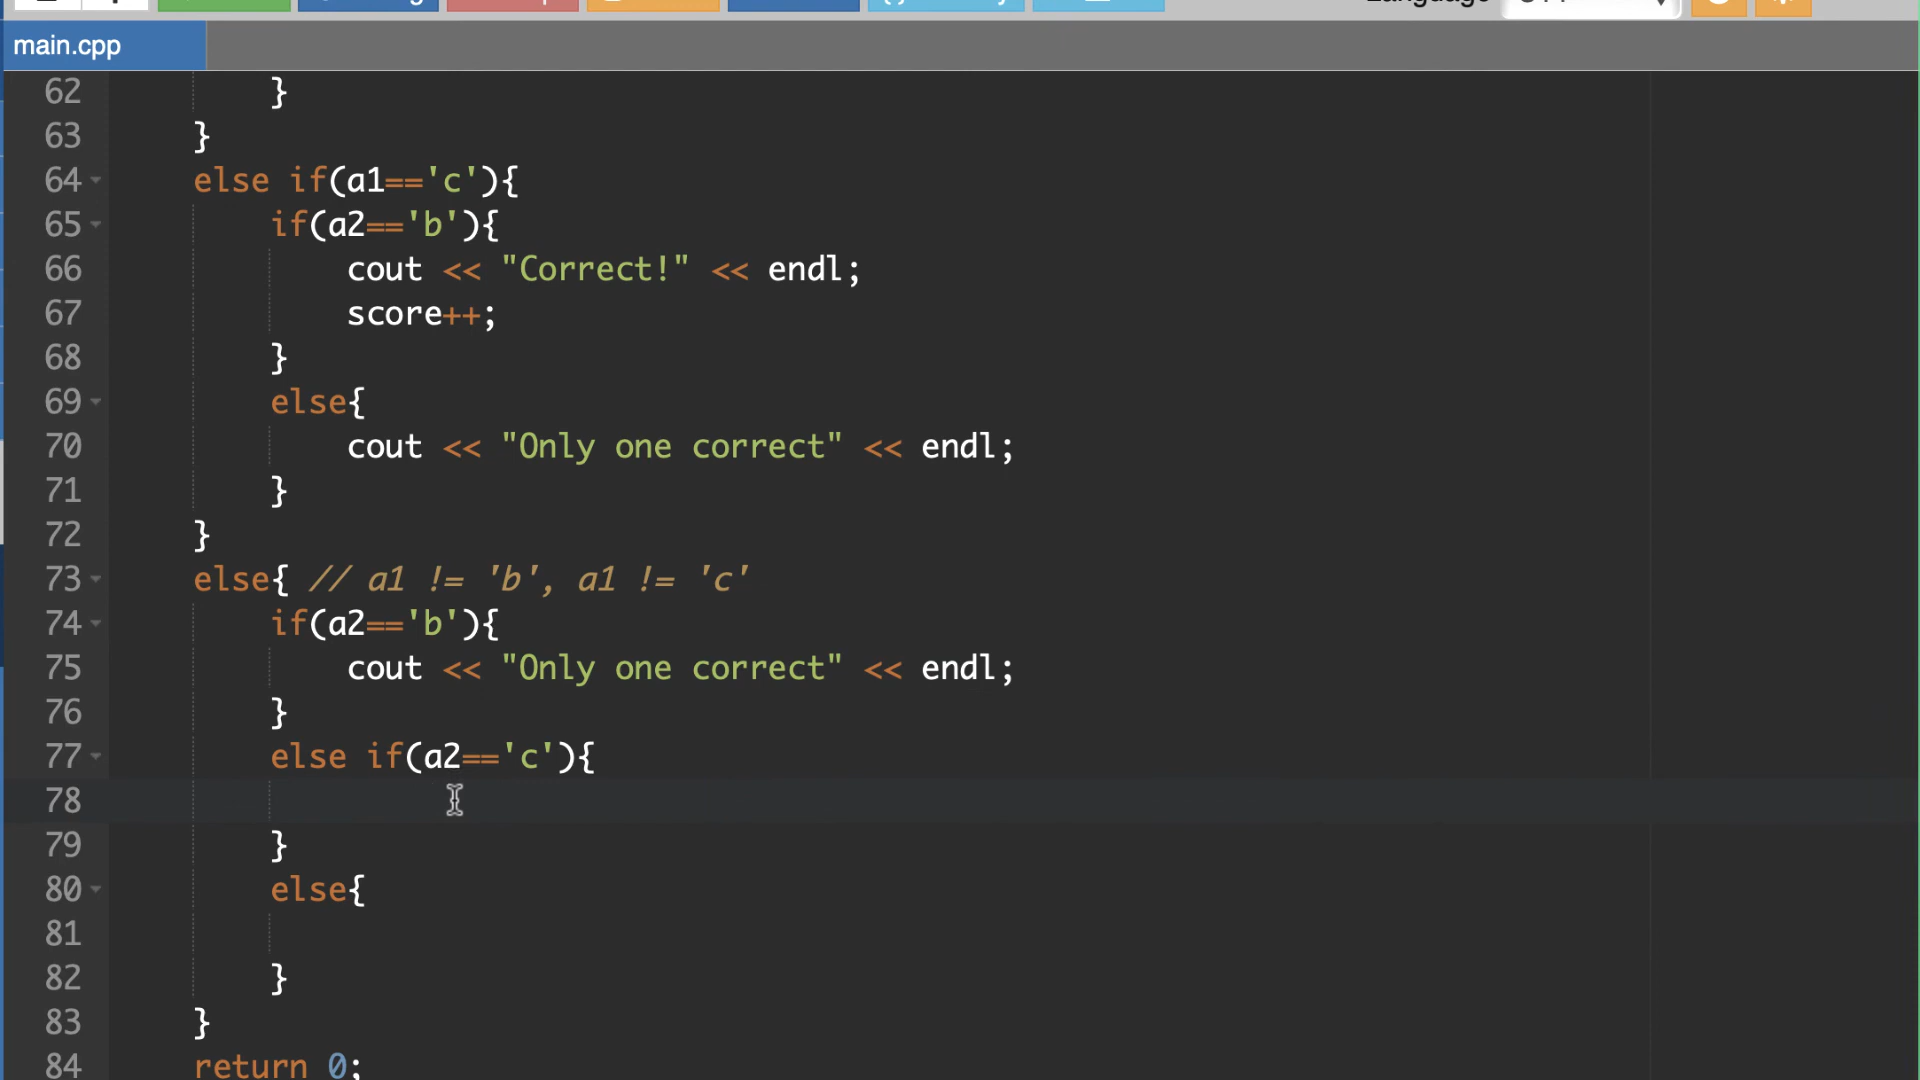 main.cpp
62 }
63 }
64 else if(a1=='c'){
65 if(a2=='b'){
66 cout << "Correct!" << endl;
67 score++;
68 }
69 else{
70 cout << "Only one correct" << endl;
71 }
72 }
73 else{ // a1 != 'b', a1 != 'c'
74 if(a2=='b'){
75 cout << "Only one correct" << endl;
76 }
77 else if(a2=='c'){
78
79 }
80 else{
81
82 }
83 }
84 return 0;